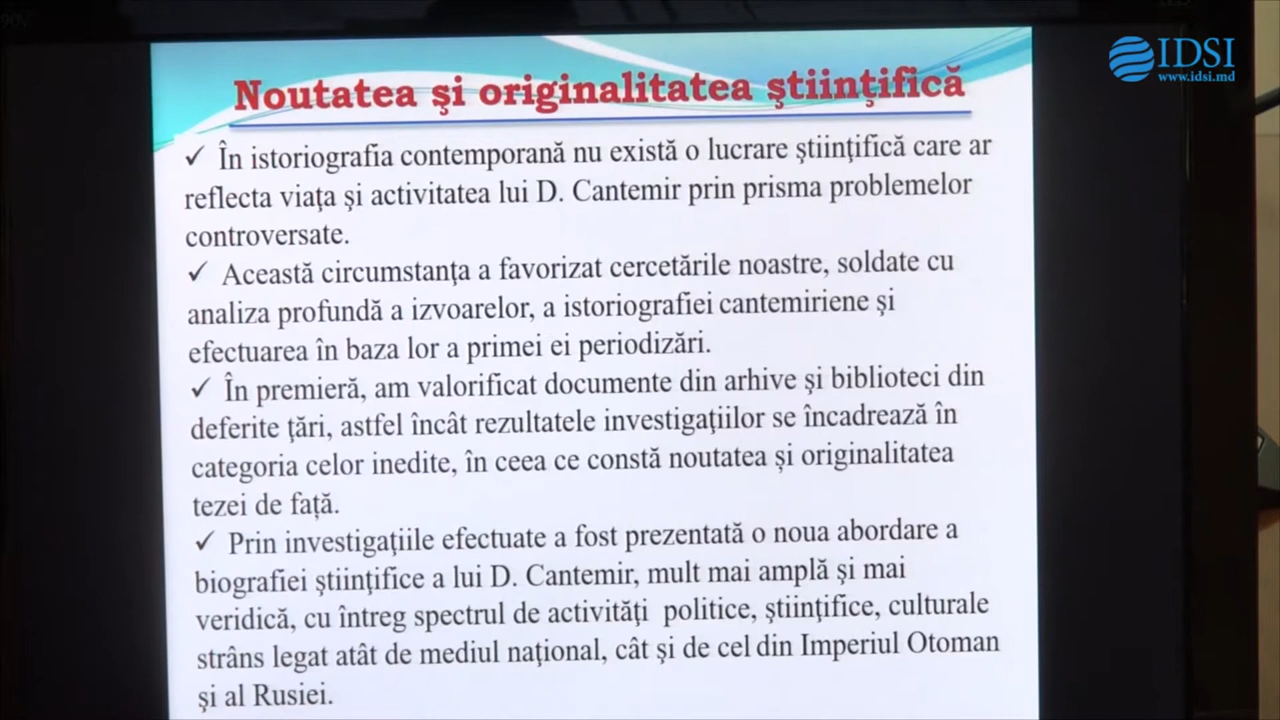 IDSI
www.idsi.md
Noutatea şi originalitatea ştiinţifică
✓ În istoriografia contemporană nu există o lucrare ştiinţifică care ar
reflecta viaţa şi activitatea lui D. Cantemir prin prisma problemelor
controversate.
✓ Această circumstanţa a favorizat cercetările noastre, soldate cu
analiza profundă a izvoarelor, a istoriografiei cantemiriene şi
efectuarea în baza lor a primei ei periodizări.
✓ În premieră, am valorificat documente din arhive şi biblioteci din
deferite ţări, astfel încât rezultatele investigaţiilor se încadrează în
categoria celor inedite, în ceea ce constă noutatea și originalitatea
tezei de față.
✓ Prin investigaţiile efectuate a fost prezentată o noua abordare a
biografiei ştiinţifice a lui D. Cantemir, mult mai amplă şi mai
veridică, cu întreg spectrul de activităţi politice, ştiinţifice, culturale
strâns legat atât de mediul naţional, cât şi de cel din Imperiul Otoman
şi al Rusiei.